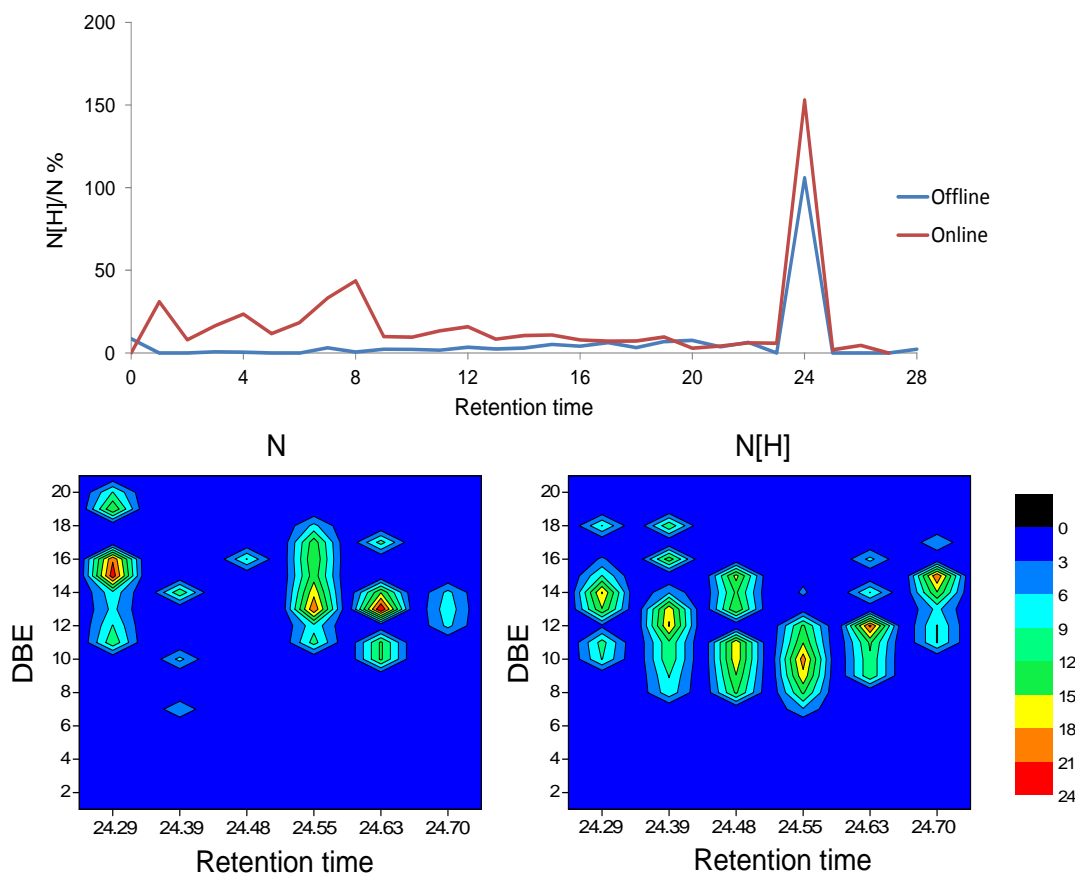 200
150
100
50
0
N[H]/N %
0 4 8 12 16 20 24 28
Retention time
Offline
Online
N
20
18
16
14
12
10
8
6
4
2
DBE
24.29 24.39 24.48 24.55 24.63 24.70
Retention time
N[H]
20
18
16
14
12
10
8
6
4
2
DBE
24.29 24.39 24.48 24.55 24.63 24.70
Retention time
0
3
6
9
12
15
18
21
24